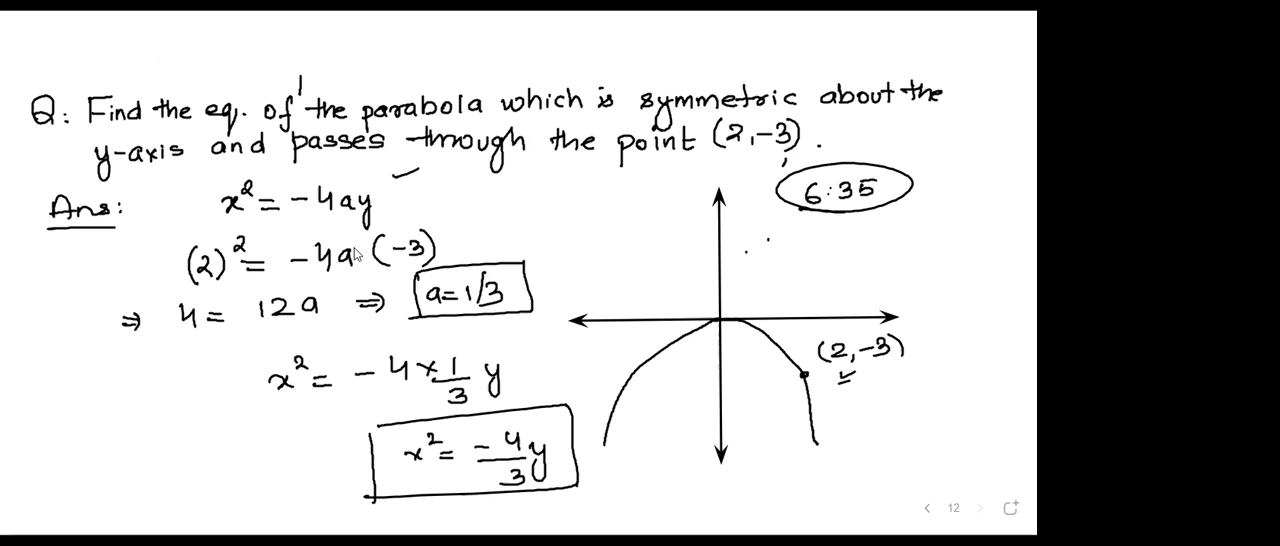 Q: Find the eq. of the parabola which is symmetric about the
y-axis and passes through the point (2,-3).
6:35
Ans: x² = -4ay
(2)² = -4a (-3)
⇒ 4 = 12a ⇒ a=1/3
(2,-3)
x² = -4 × 1/3 y
x² = -4/3 y
< 12 >